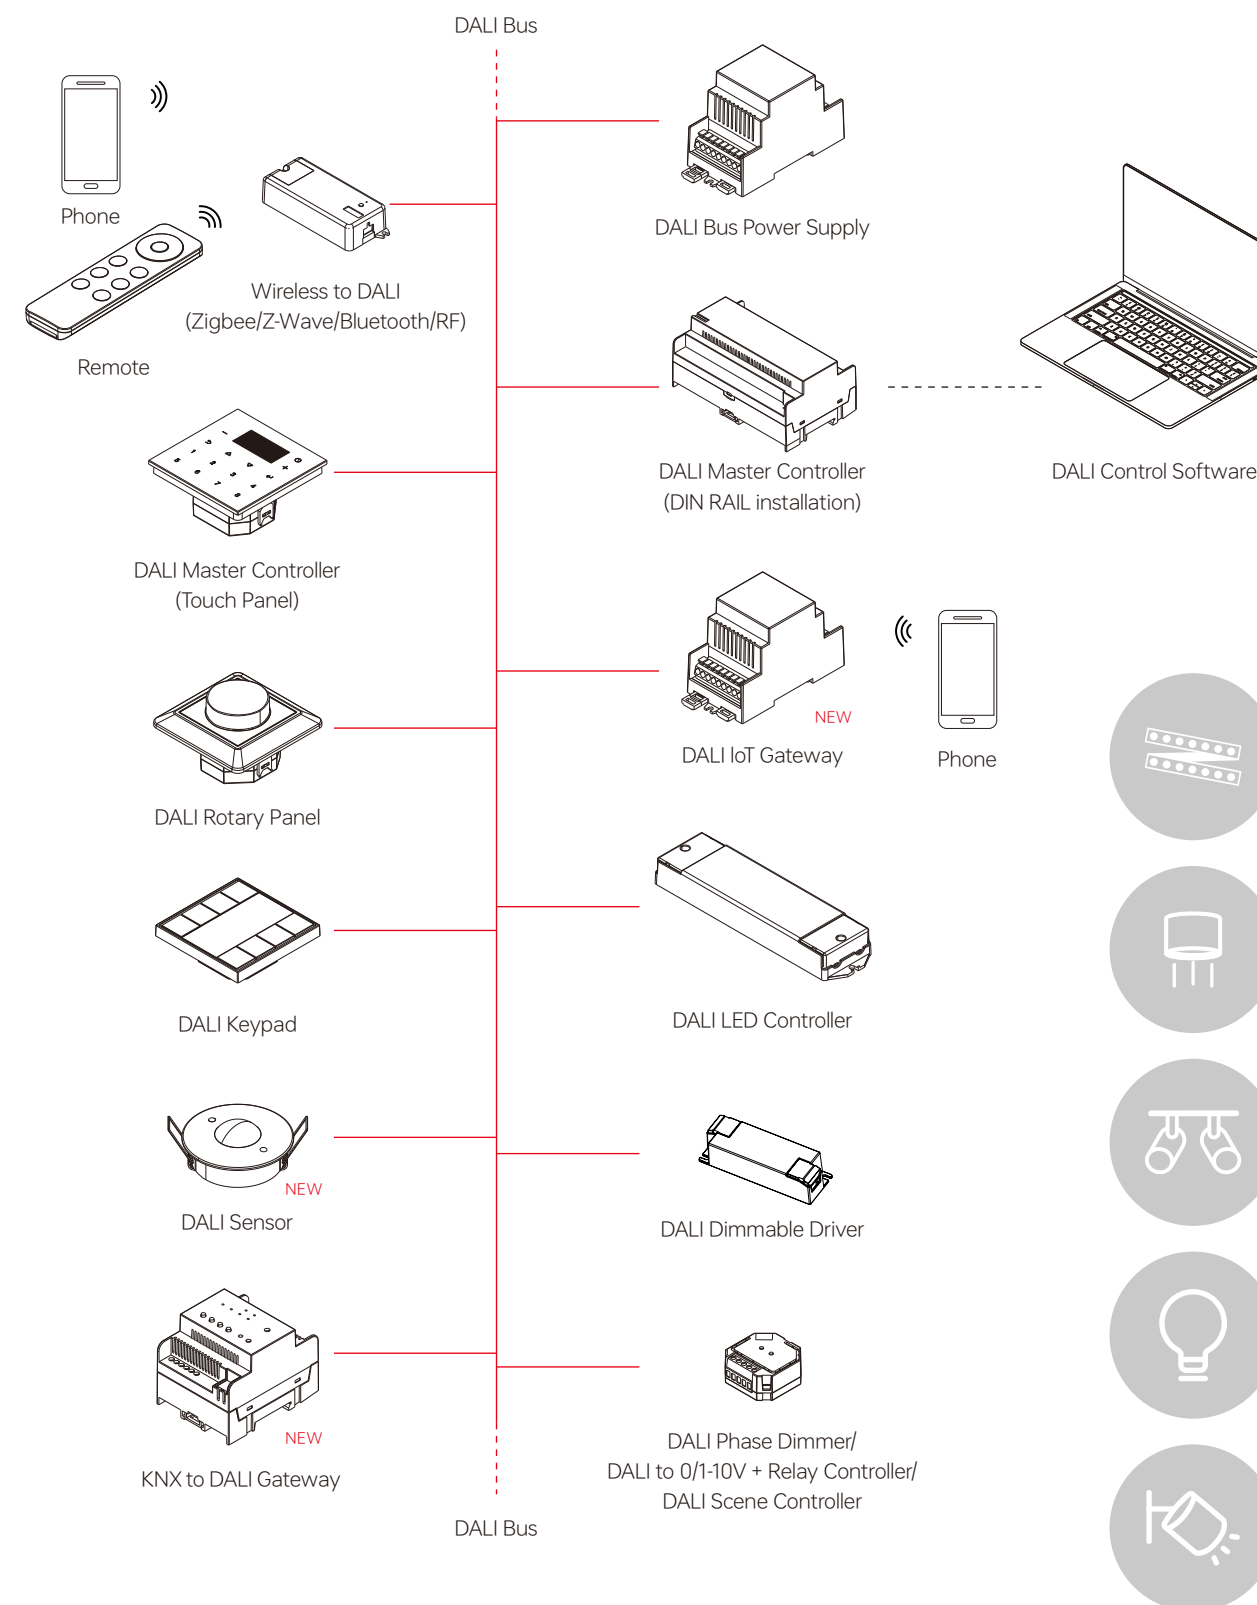 DALI Bus
Phone
Remote
Wireless to DALI
(Zigbee/Z-Wave/Bluetooth/RF)
DALI Bus Power Supply
DALI Master Controller
(DIN RAIL installation)
DALI Control Software
DALI Master Controller
(Touch Panel)
NEW
DALI IoT Gateway
Phone
DALI Rotary Panel
DALI Keypad
DALI LED Controller
NEW
DALI Sensor
DALI Dimmable Driver
NEW
KNX to DALI Gateway
DALI Phase Dimmer/
DALI to 0/1-10V + Relay Controller/
DALI Scene Controller
DALI Bus